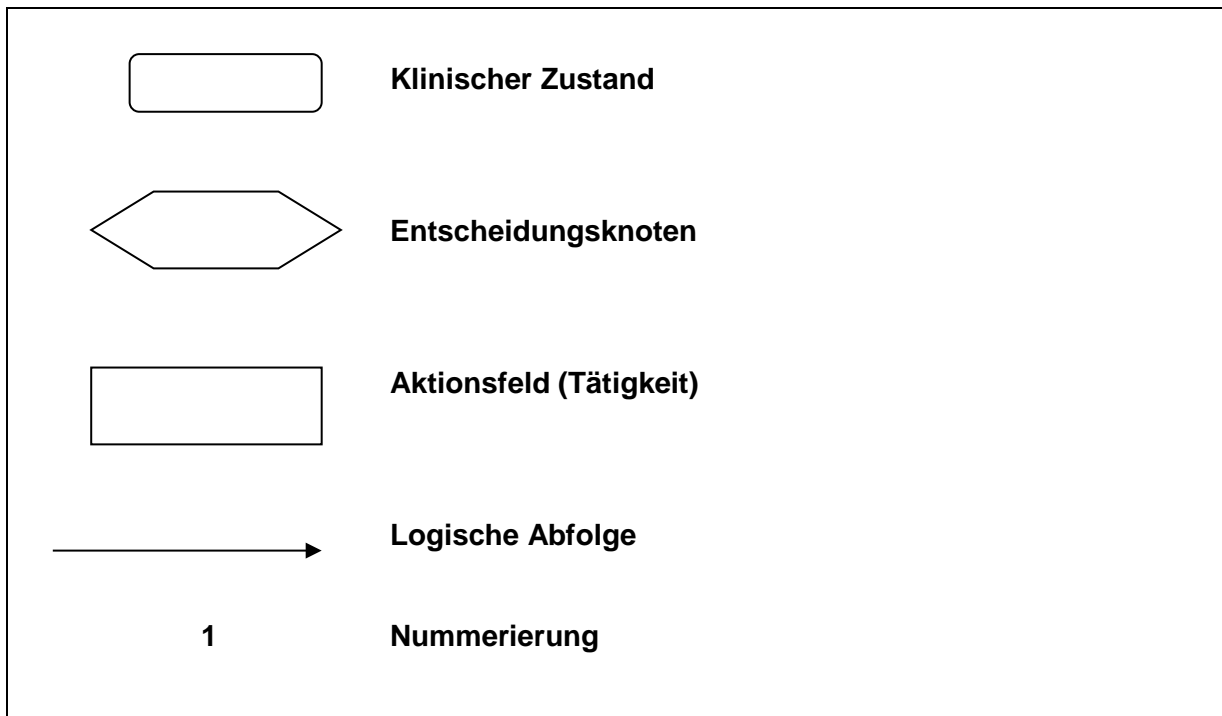 Klinischer Zustand
Entscheidungsknoten
Aktionsfeld (Tätigkeit)
Logische Abfolge
1 Nummerierung